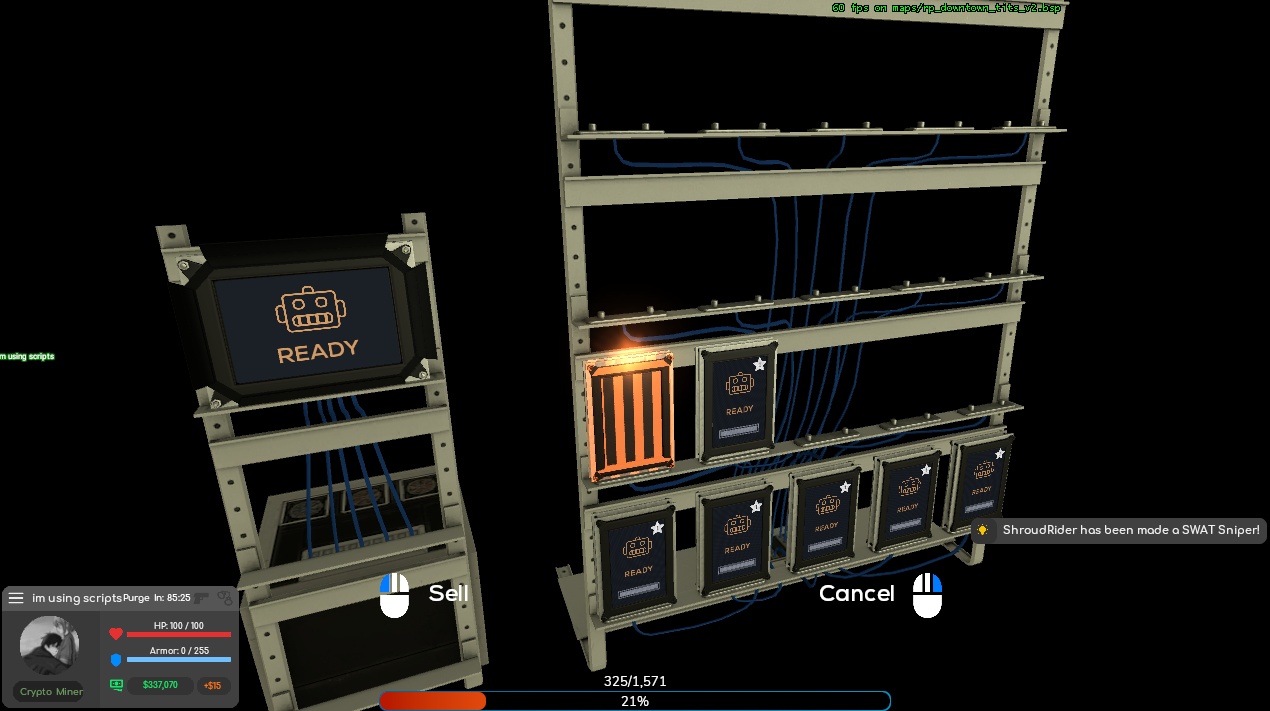 60 fps on maps/rp_downtown_tits_v2.bsp
READY
READY
m using scripts
READY
READY
READY
READY
READY
ShroudRider has been made a SWAT Sniper!
Sell
Cancel
im using scripts
Purge In: 85:25
HP: 100 / 100
Armor: 0 / 255
$337,070
+$15
Crypto Miner
325/1,571
21%